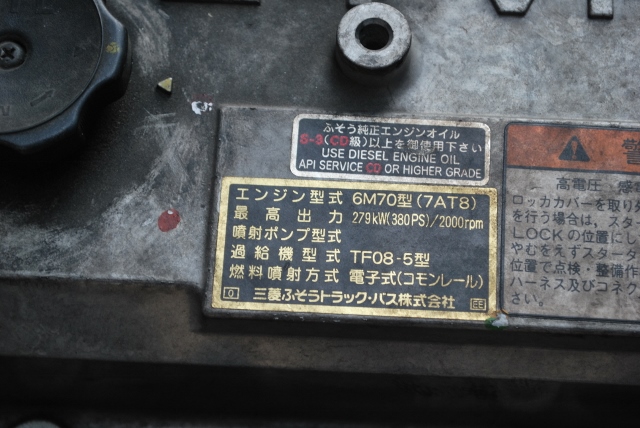 ふそう純正エンジンオイル
S-3(CD級)以上を御使用下さい
USE DIESEL ENGINE OIL
API SERVICE CD OR HIGHER GRADE
エンジン型式 6M70型(7AT8)
最高出力 279kW(380PS)/2000rpm
噴射ポンプ型式
過給機型式 TF08-5型
燃料噴射方式 電子式(コモンレール)
0 三菱ふそうトラック・バス株式会社
警
高電圧 感
ロッカカバーを取り外
を行う場合は、スター
LOCKの位置にし
やむをえずスタータ
位置で点検・整備作
ハーネス及びコネク
さい。